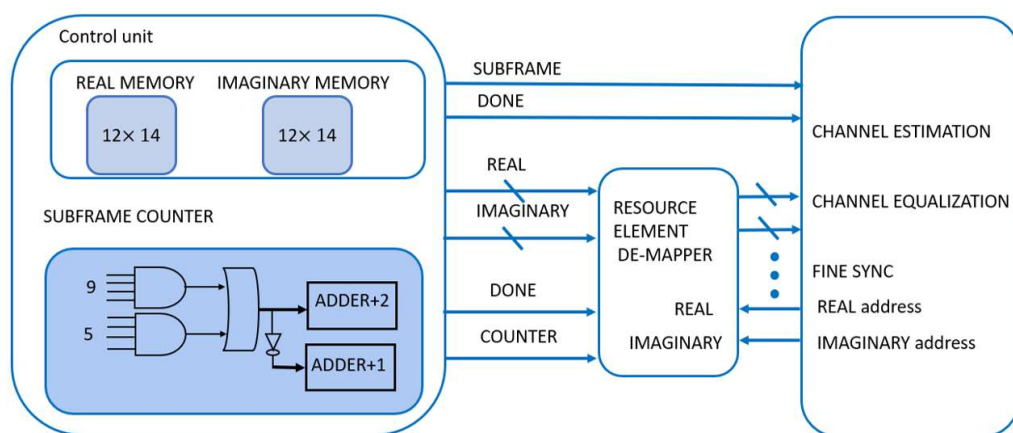 Control unit
REAL MEMORY IMAGINARY MEMORY
12× 14 12× 14
SUBFRAME COUNTER
9
5
ADDER+2
ADDER+1
SUBFRAME
DONE
REAL
IMAGINARY
DONE
COUNTER
RESOURCE
ELEMENT
DE-MAPPER
REAL
IMAGINARY
CHANNEL ESTIMATION
CHANNEL EQUALIZATION
FINE SYNC
REAL address
IMAGINARY address